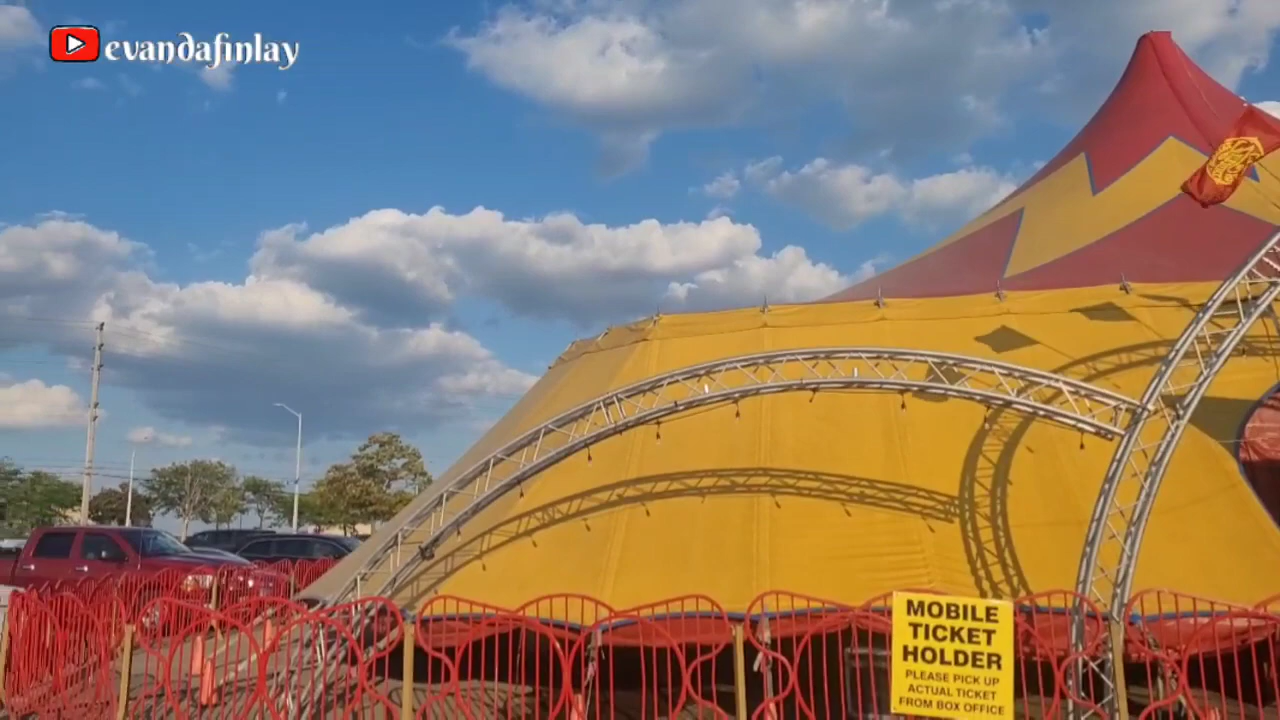 evandafinlay
MOBILE
TICKET
HOLDER
PLEASE PICK UP
ACTUAL TICKET
FROM BOX OFFICE